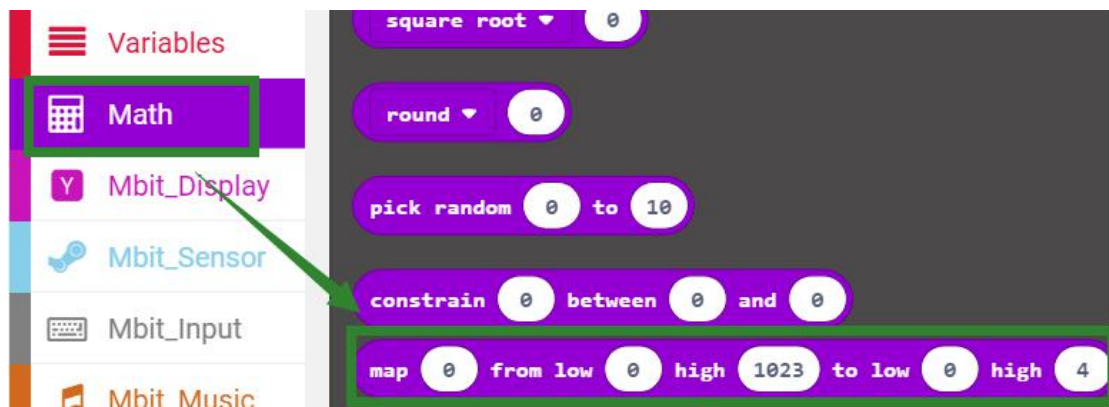 Variables
Math
Y Mbit_Display
Mbit_Sensor
Mbit_Input
Mbit_Music
square root 0
round 0
pick random 0 to 10
constrain 0 between 0 and 0
map 0 from low 0 high 1023 to low 0 high 4